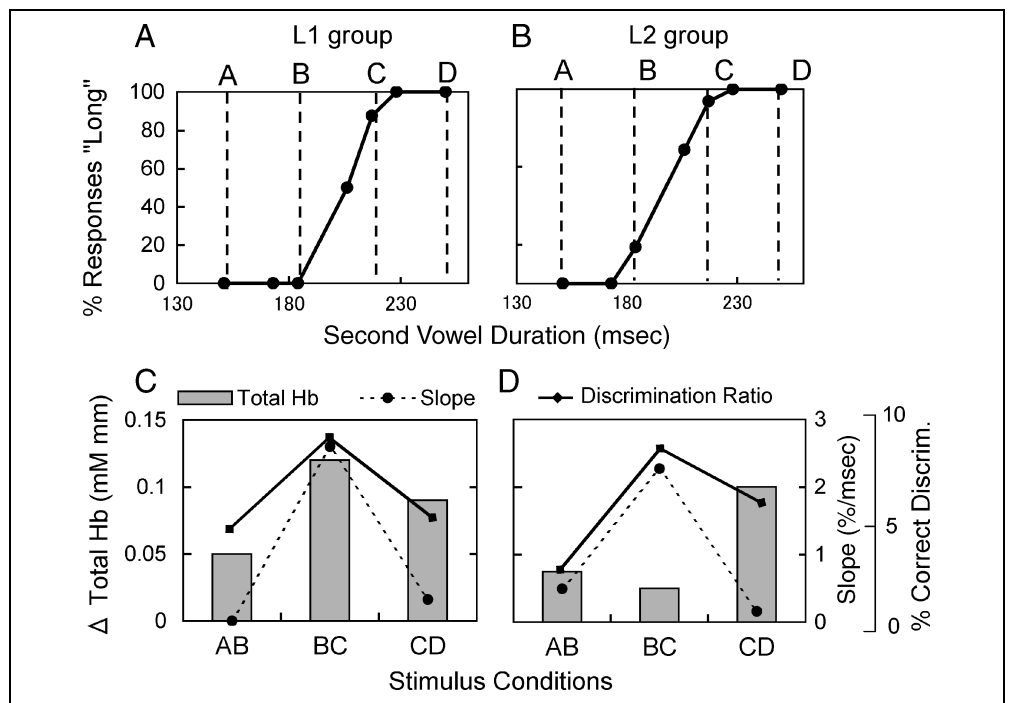 A L1 group B L2 group
A B C D A B C D
% Responses "Long"
100
80
60
40
20
0
130 180 230 130 180 230
Second Vowel Duration (msec)
C D
Total Hb Slope Discrimination Ratio
Δ Total Hb (mM mm)
0.15
0.1
0.05
0
3
2
1
0
Slope (%/msec)
10
5
0
% Correct Discrim.
AB BC CD AB BC CD
Stimulus Conditions